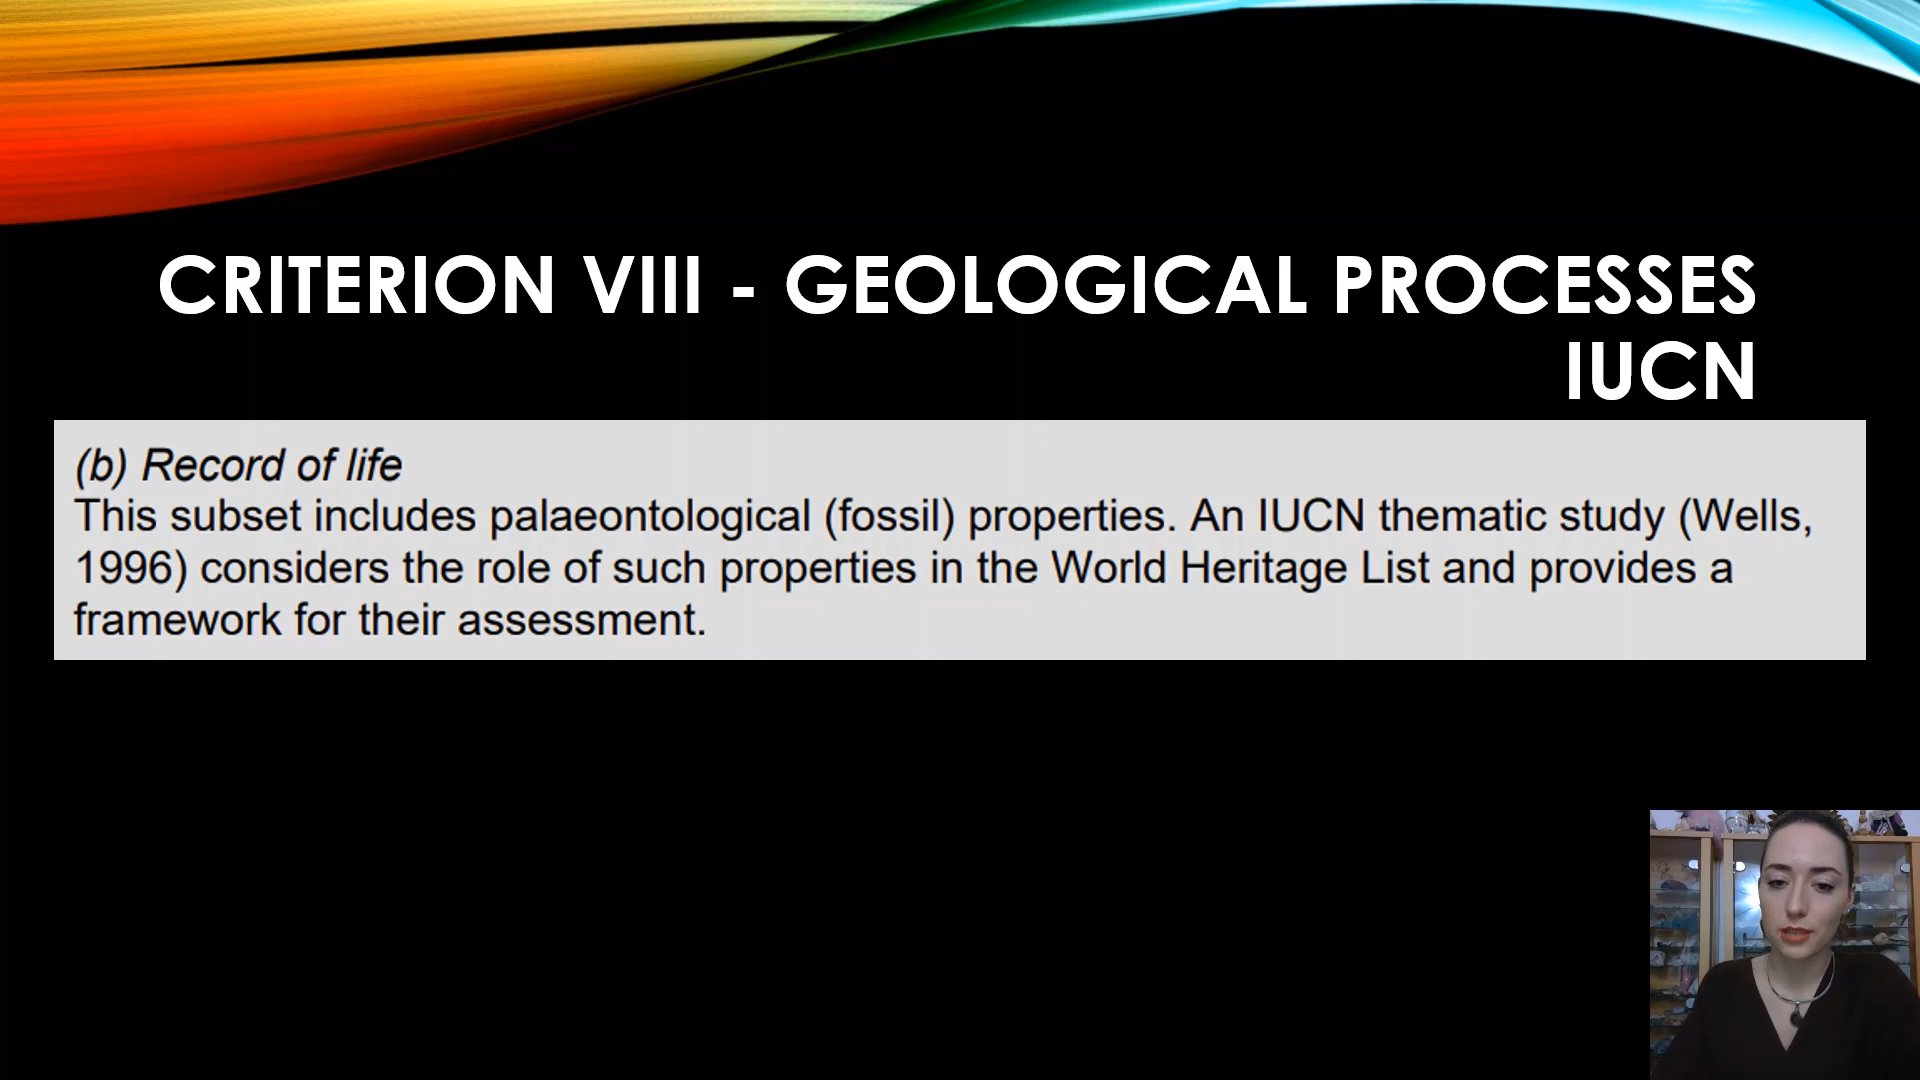 CRITERION VIII - GEOLOGICAL PROCESSES
IUCN
(b) Record of life
This subset includes palaeontological (fossil) properties. An IUCN thematic study (Wells,
1996) considers the role of such properties in the World Heritage List and provides a
framework for their assessment.